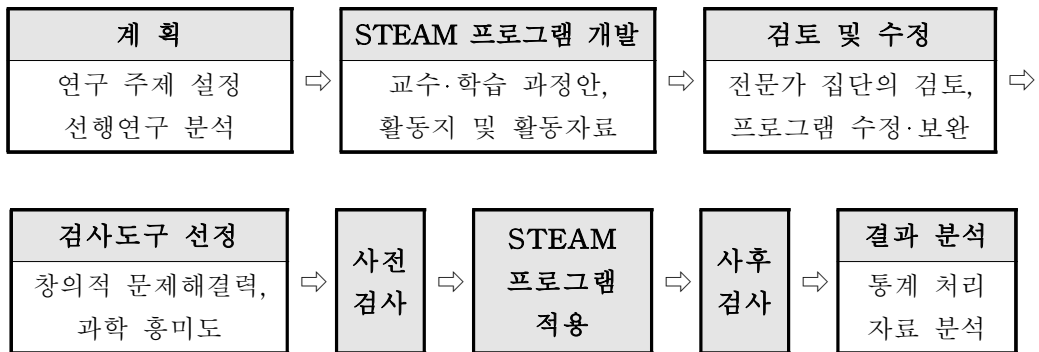 계 획
연구 주제 설정
선행연구 분석
⇨
STEAM 프로그램 개발
교수·학습 과정안,
활동지 및 활동자료
⇨
검토 및 수정
전문가 집단의 검토,
프로그램 수정·보완
⇨
검사도구 선정
창의적 문제해결력,
과학 흥미도
⇨
사전
검사
⇨
STEAM
프로그램
적용
⇨
사후
검사
⇨
결과 분석
통계 처리
자료 분석